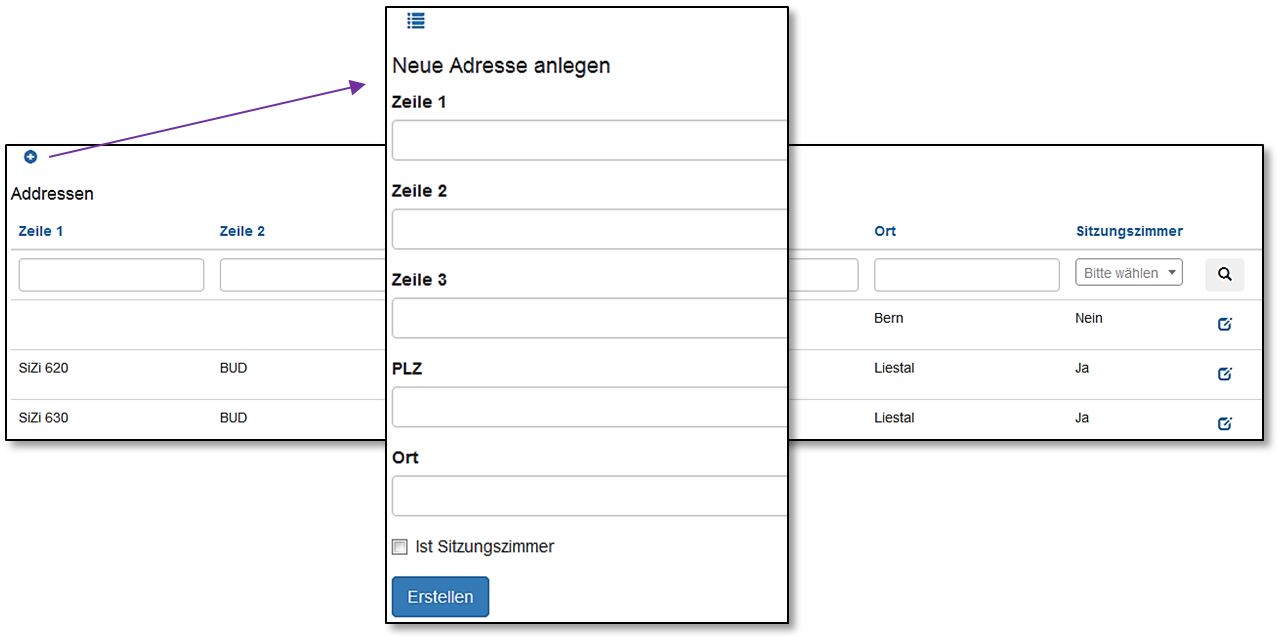 Neue Adresse anlegen
Zeile 1
Zeile 2
Zeile 3
PLZ
Ort
Ist Sitzungszimmer
Erstellen
Addressen
Zeile 1 Zeile 2 Ort Sitzungszimmer
Bitte wählen
Bern Nein
SiZi 620 BUD Liestal Ja
SiZi 630 BUD Liestal Ja